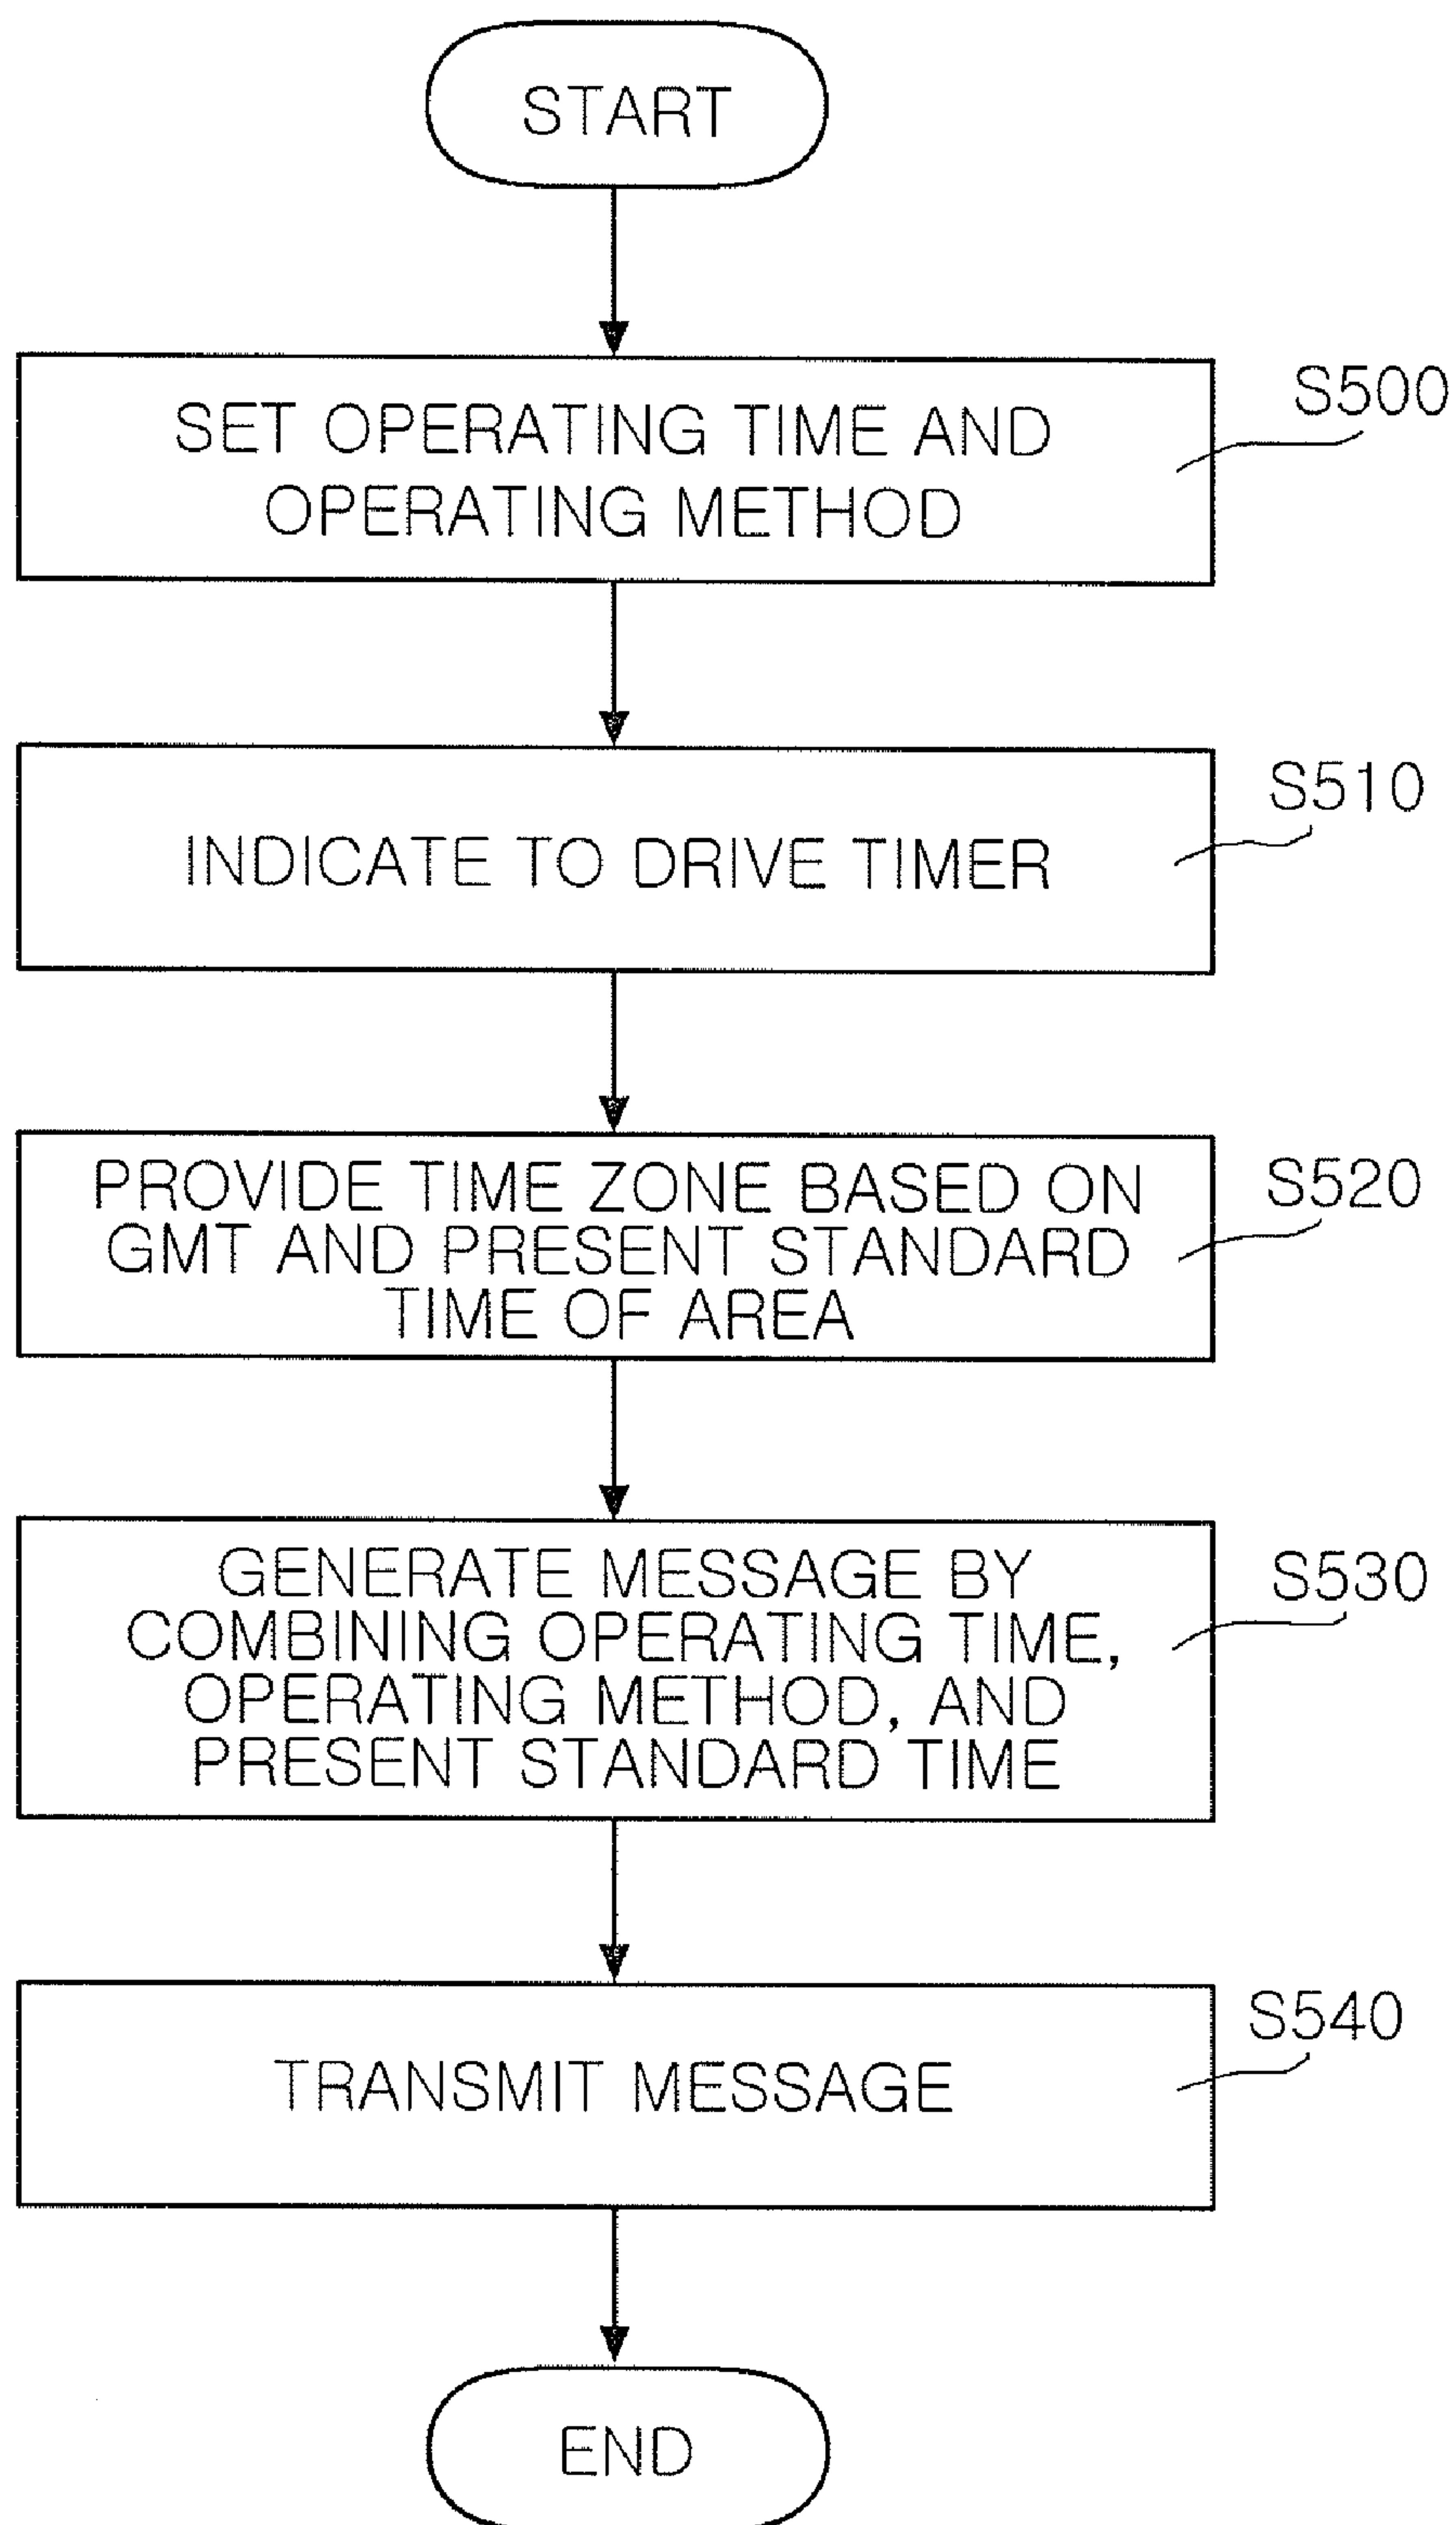 START
S500
SET OPERATING TIME AND
OPERATING METHOD
S510
INDICATE TO DRIVE TIMER
S520
PROVIDE TIME ZONE BASED ON
GMT AND PRESENT STANDARD
TIME OF AREA
S530
GENERATE MESSAGE BY
COMBINING OPERATING TIME,
OPERATING METHOD, AND
PRESENT STANDARD TIME
S540
TRANSMIT MESSAGE
END